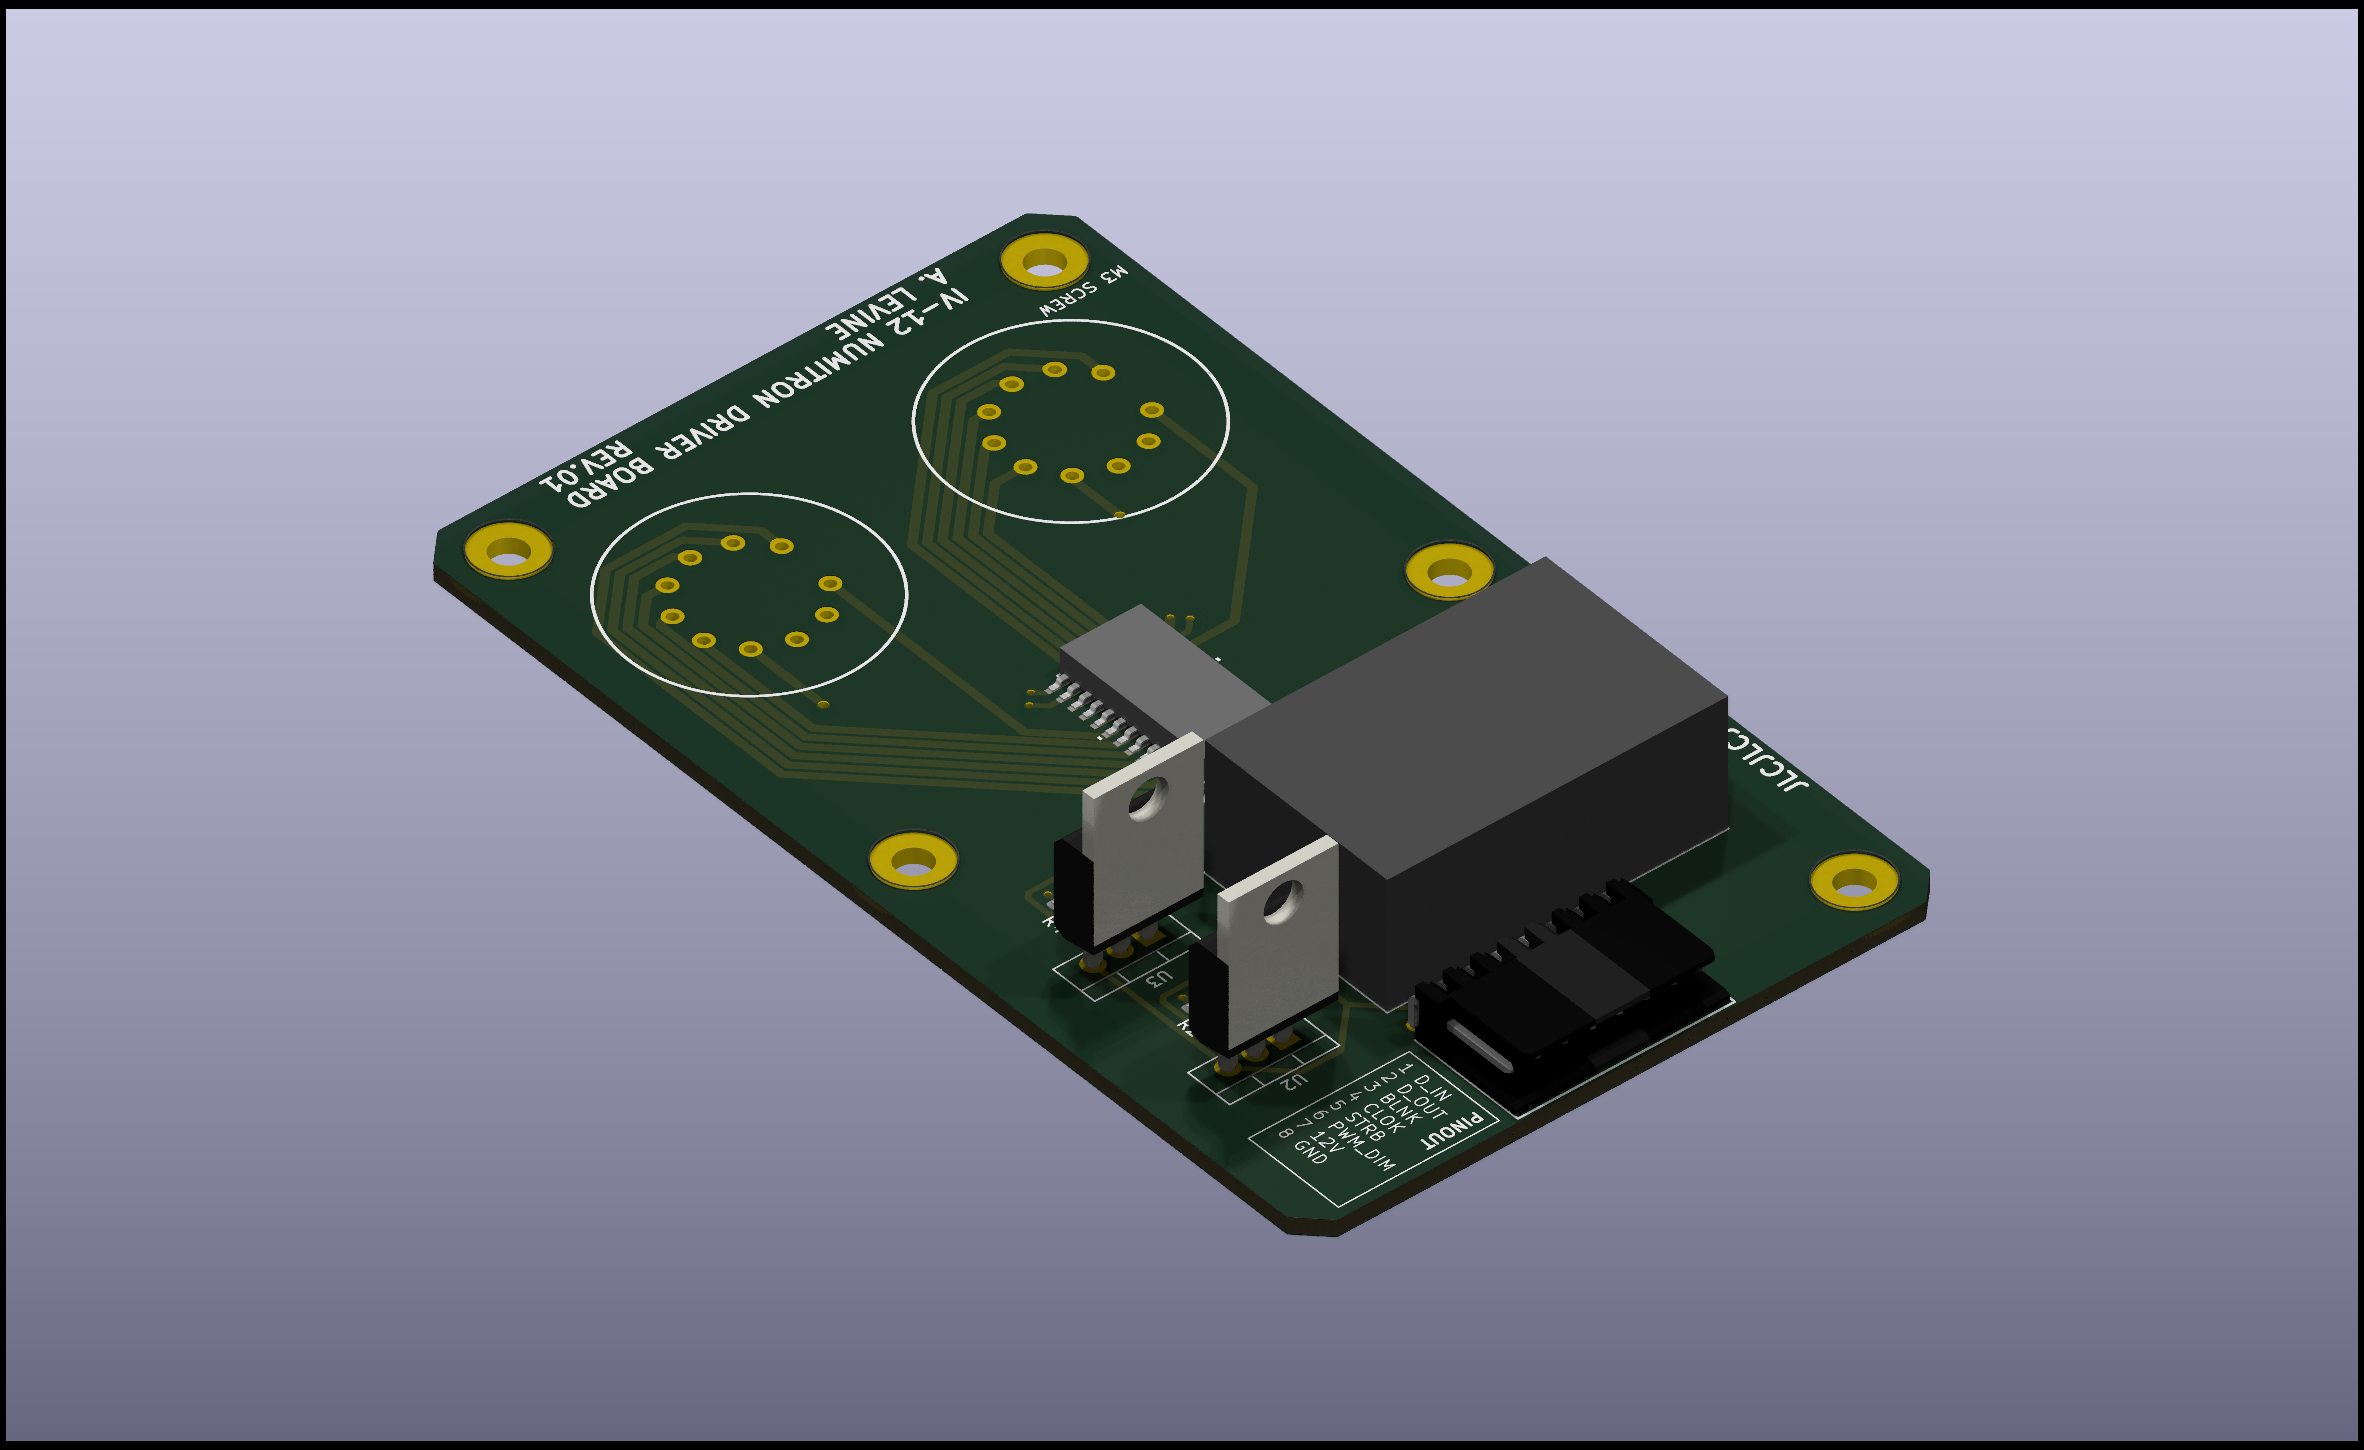 A. LEVINE
IV-12 NUMITRON DRIVER BOARD
REV.01
M3 SCREW
JLCJLCJ
U3
U2
PINOUT
1 D_IN
2 D_OUT
3 BLNK
4 CLOK
5 STRB
6 PWM_DIM
7 12V
8 GND